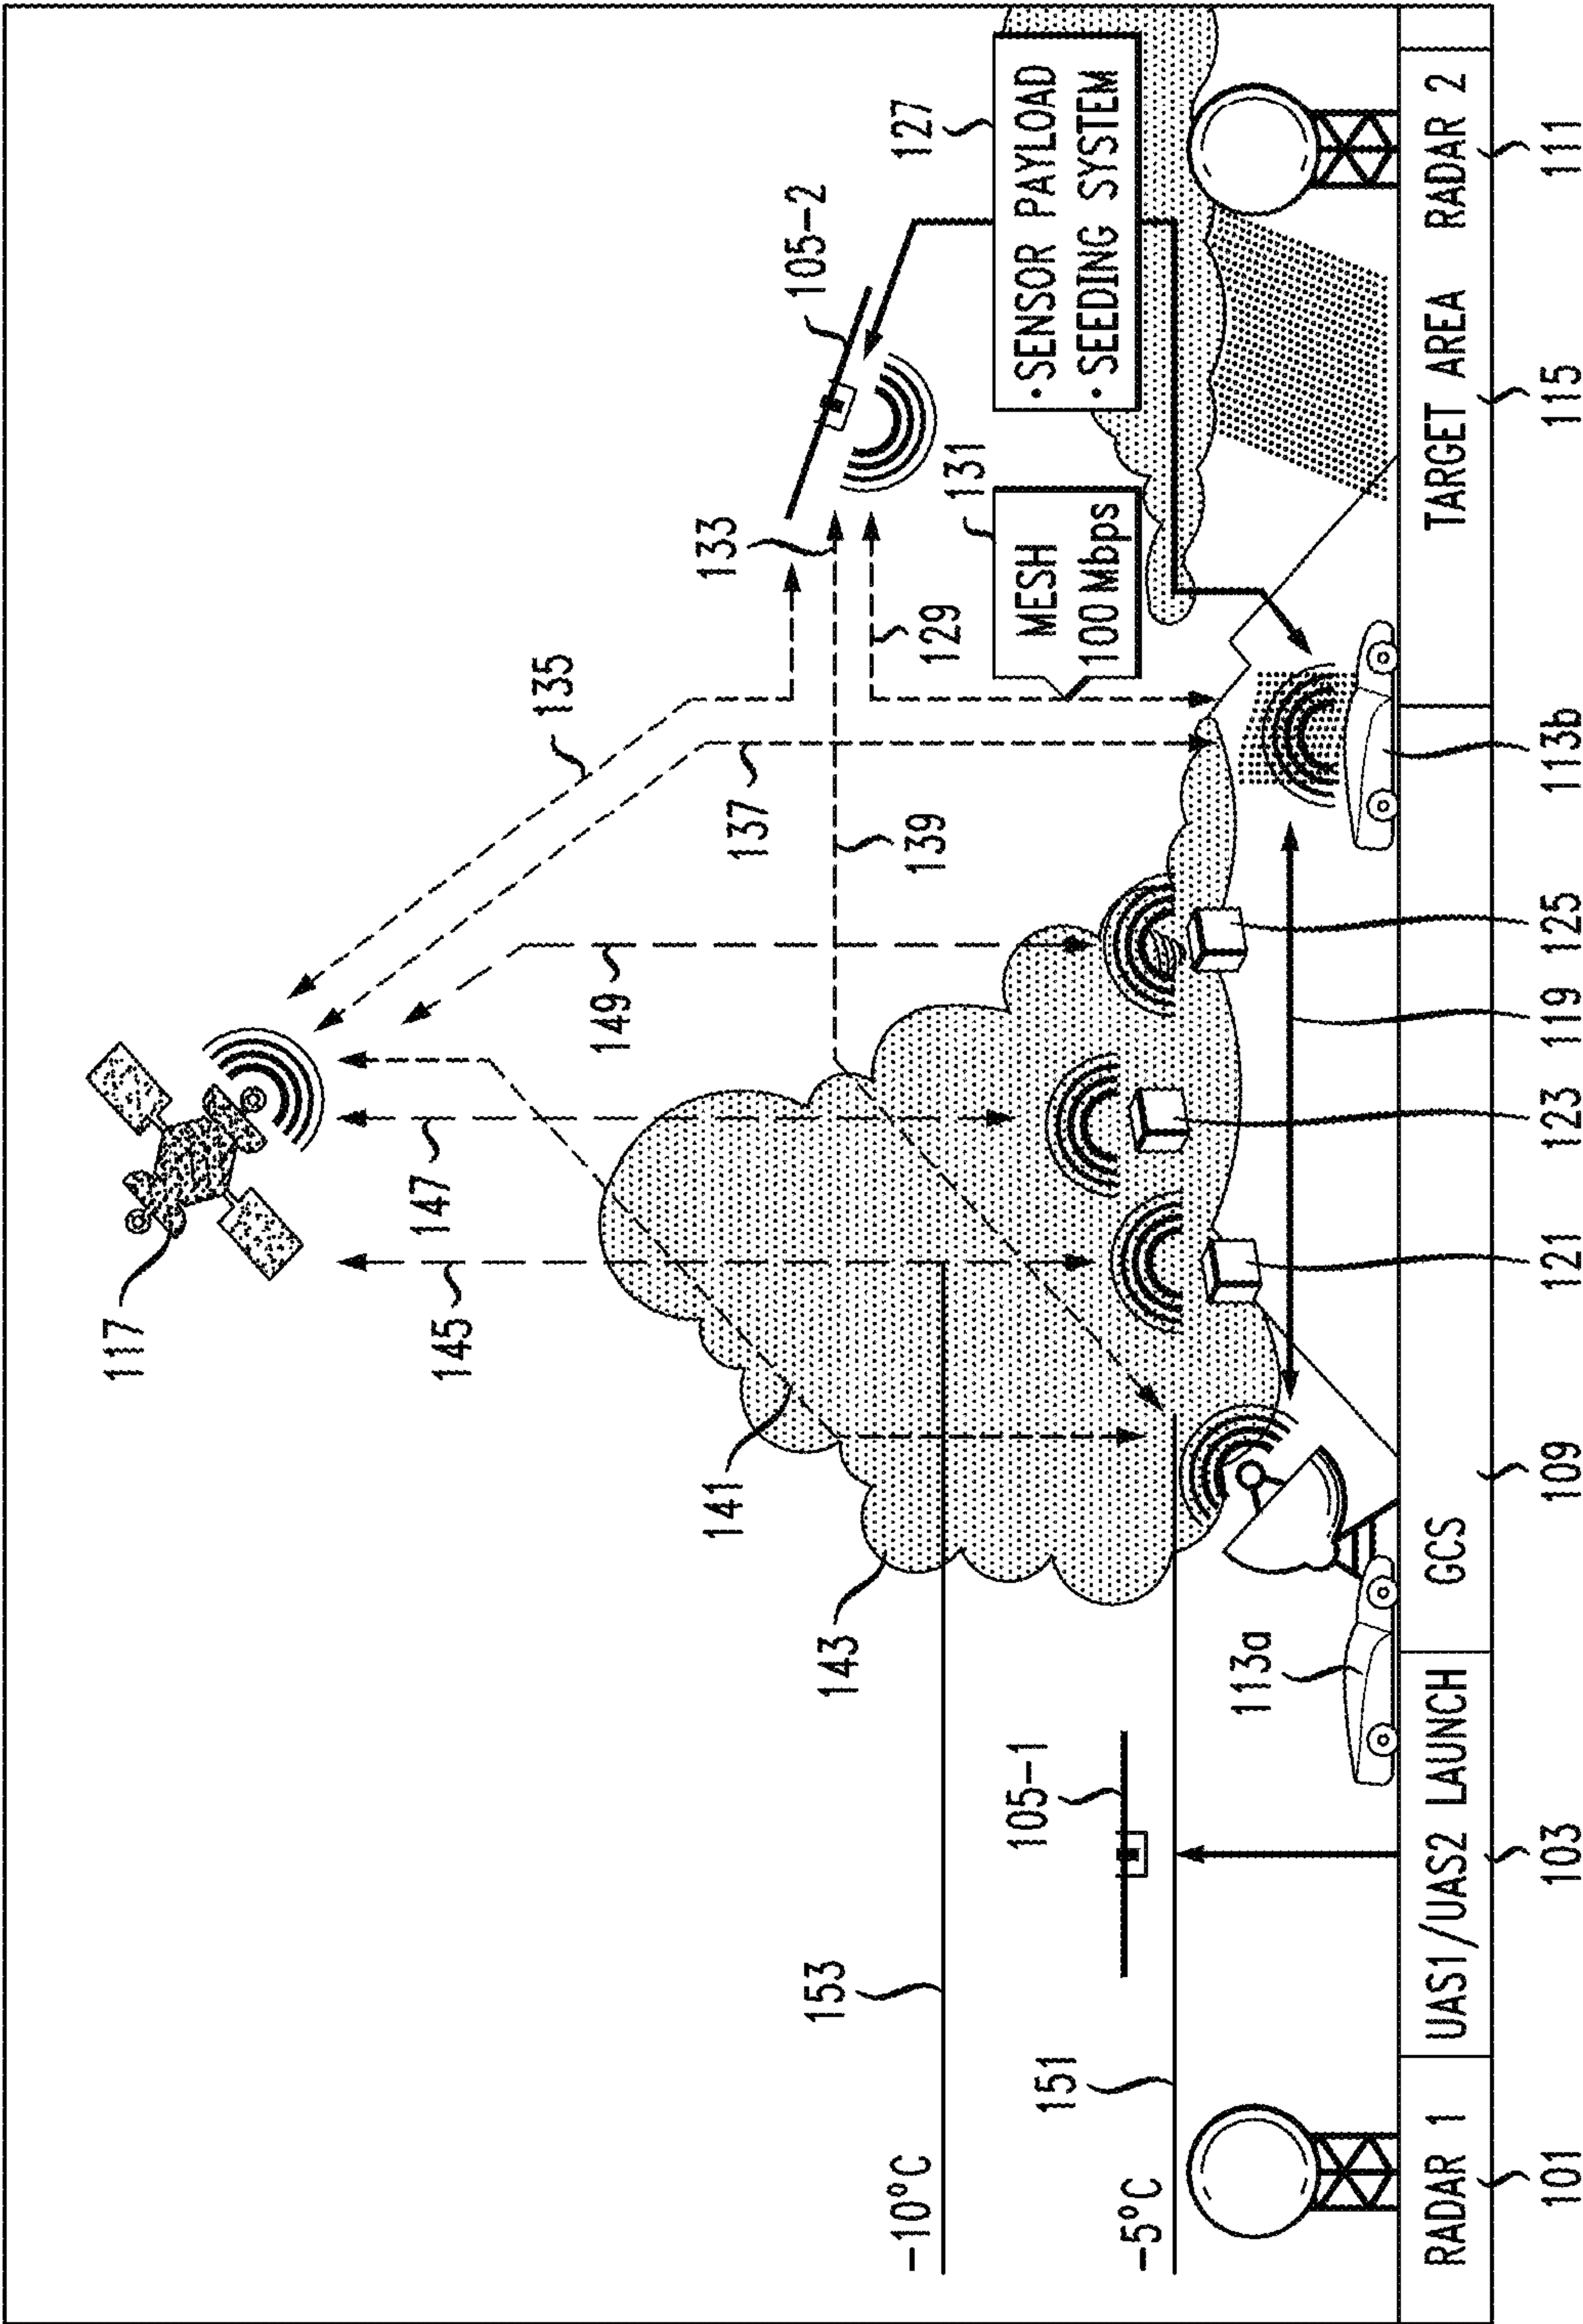 117
145
147
149
135
137
133
105-2
139
129
131
MESH
100 Mbps
127
• SENSOR PAYLOAD
• SEEDING SYSTEM
141
143
153
-10°C
105-1
151
-5°C
113a
RADAR 1
UAS1/UAS2 LAUNCH
GCS
TARGET AREA
RADAR 2
101
103
109
121
123
119
125
113b
115
111